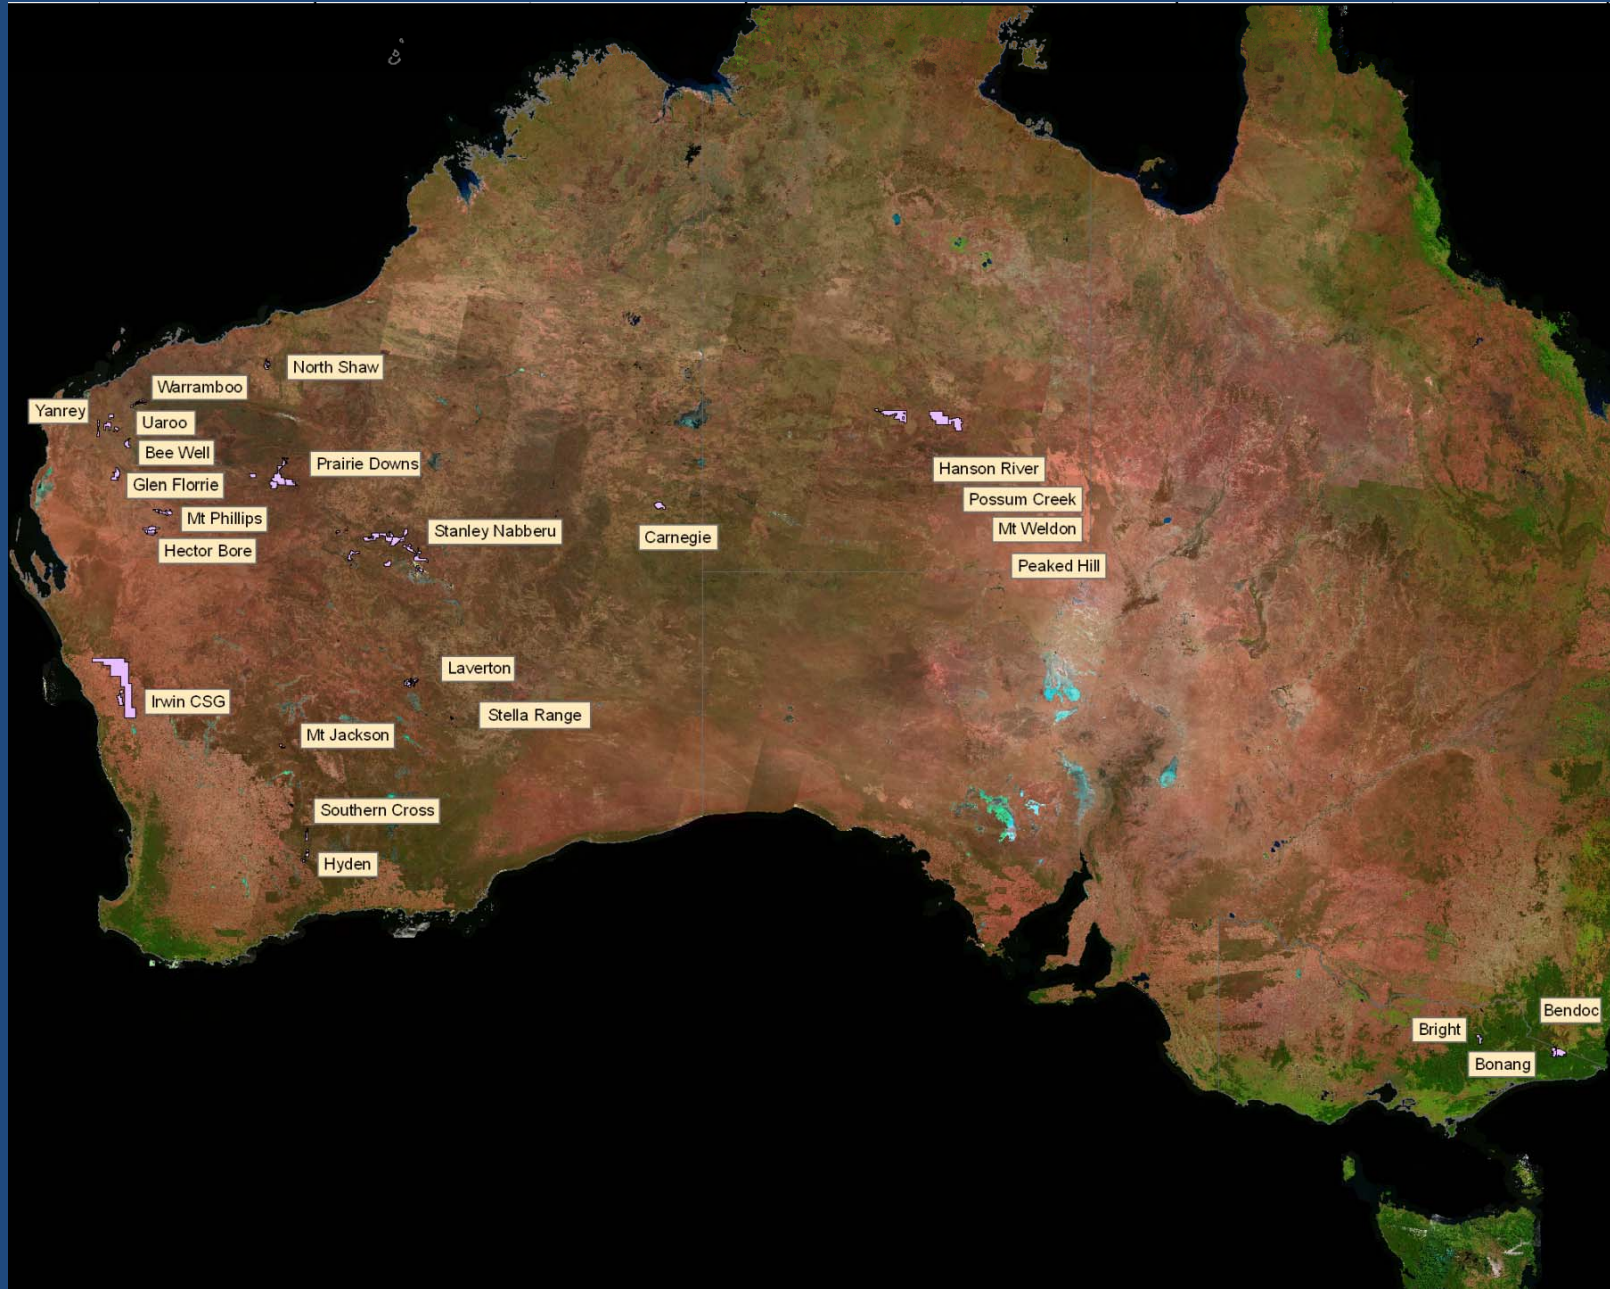 North Shaw
Warramboo
Yanrey
Uaroo
Bee Well
Prairie Downs
Glen Florrie
Hanson River
Possum Creek
Mt Phillips
Stanley Nabberu
Mt Weldon
Carnegie
Hector Bore
Peaked Hill
Laverton
Irwin CSG
Stella Range
Mt Jackson
Southern Cross
Hyden
Bendoc
Bright
Bonang